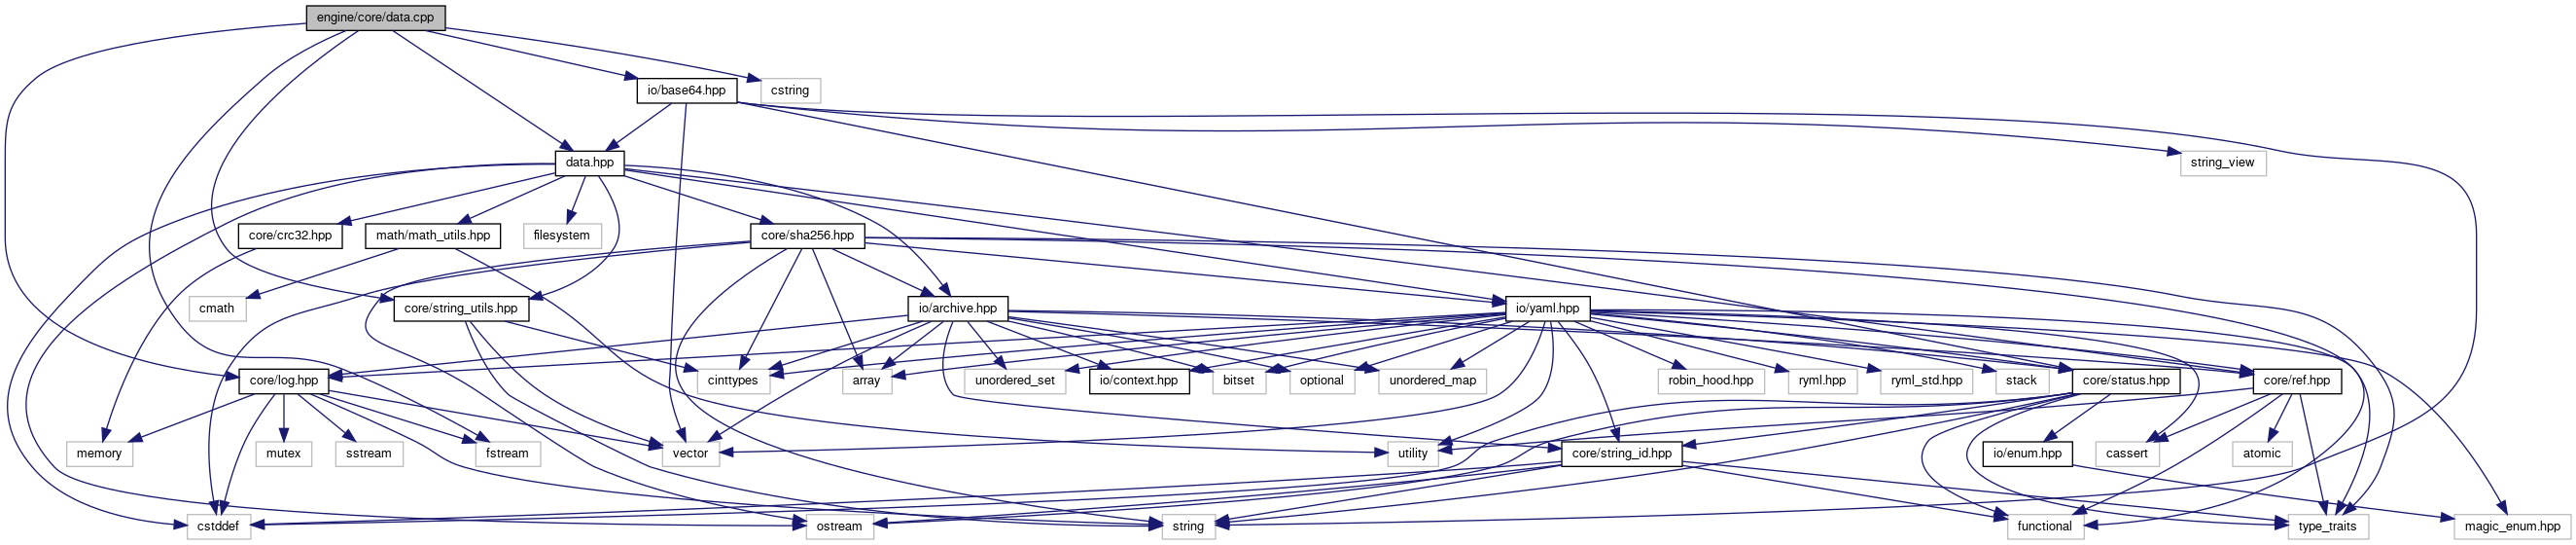 engine/core/data.cpp
io/base64.hpp
cstring
data.hpp
string_view
core/crc32.hpp
math/math_utils.hpp
filesystem
core/sha256.hpp
cmath
core/string_utils.hpp
io/archive.hpp
io/yaml.hpp
core/log.hpp
cinttypes
array
unordered_set
io/context.hpp
bitset
optional
unordered_map
robin_hood.hpp
ryml.hpp
ryml_std.hpp
stack
core/status.hpp
core/ref.hpp
memory
mutex
sstream
fstream
vector
utility
core/string_id.hpp
io/enum.hpp
cassert
atomic
cstddef
ostream
string
functional
type_traits
magic_enum.hpp